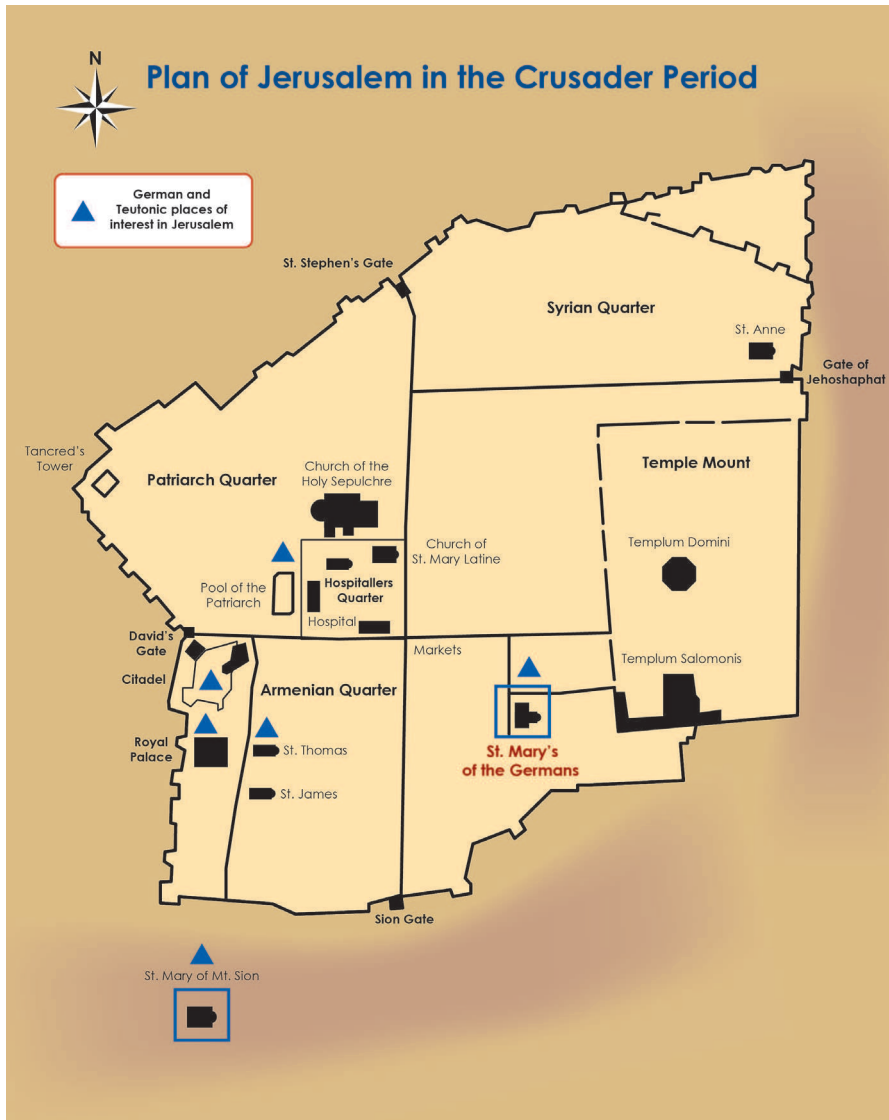 N
Plan of Jerusalem in the Crusader Period
German and
Teutonic places of
interest in Jerusalem
St. Stephen's Gate
Syrian Quarter
St. Anne
Gate of
Jehoshaphat
Tancred's
Tower
Patriarch Quarter
Church of the
Holy Sepulchre
Temple Mount
Church of
St. Mary Latine
Templum Domini
Pool of the
Patriarch
Hospitallers
Quarter
Hospital
David's
Gate
Markets
Templum Salomonis
Citadel
Armenian Quarter
Royal
Palace
St. Thomas
St. Mary's
of the Germans
St. James
Sion Gate
St. Mary of Mt. Sion